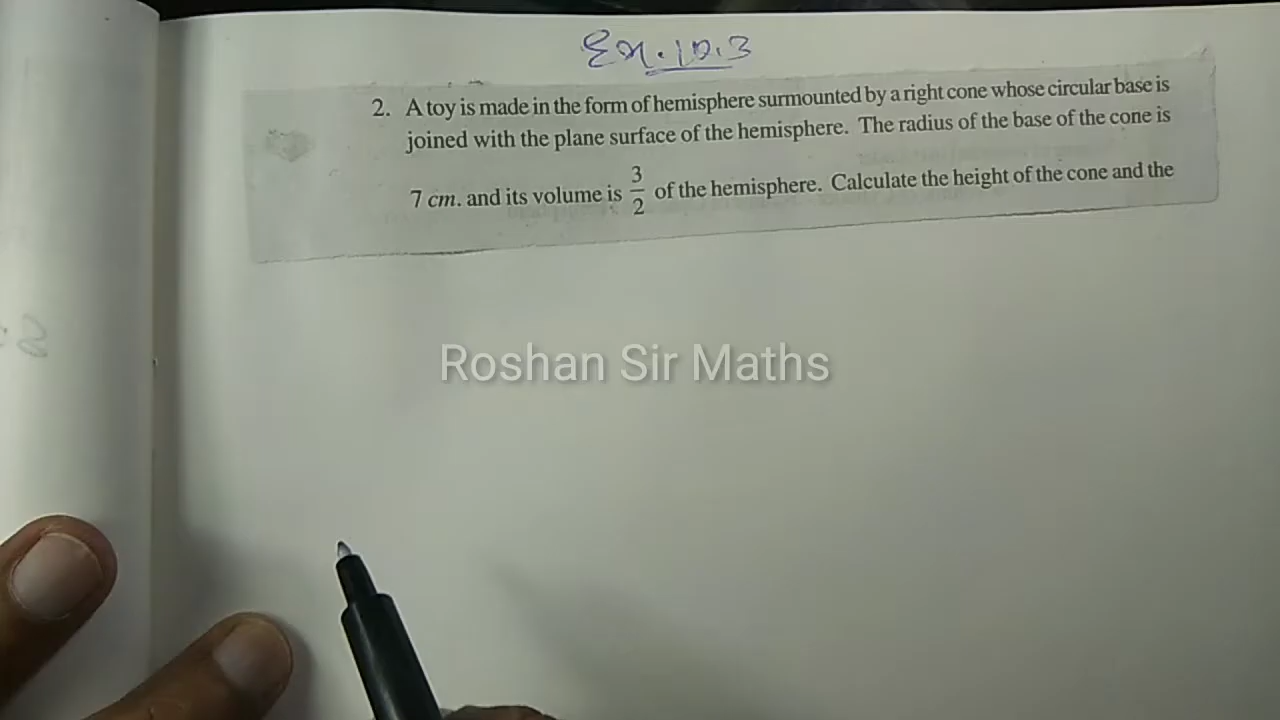 Ex. 10.3
2. A toy is made in the form of hemisphere surmounted by a right cone whose circular base is
joined with the plane surface of the hemisphere. The radius of the base of the cone is
7 cm. and its volume is 3/2 of the hemisphere. Calculate the height of the cone and the
Roshan Sir Maths